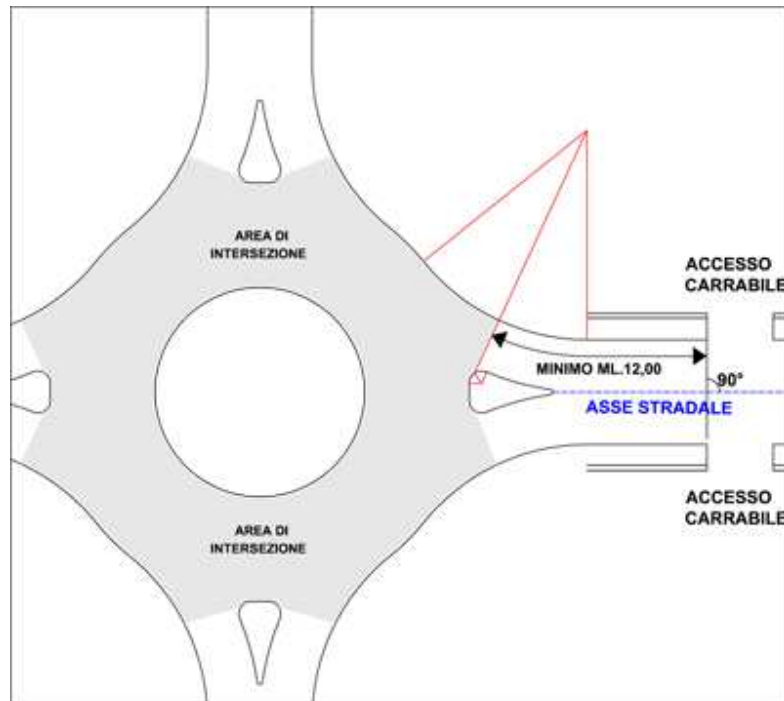 AREA DI
INTERSEZIONE
ACCESSO
CARRABILE
MINIMO ML.12,00
90°
ASSE STRADALE
ACCESSO
CARRABILE
AREA DI
INTERSEZIONE